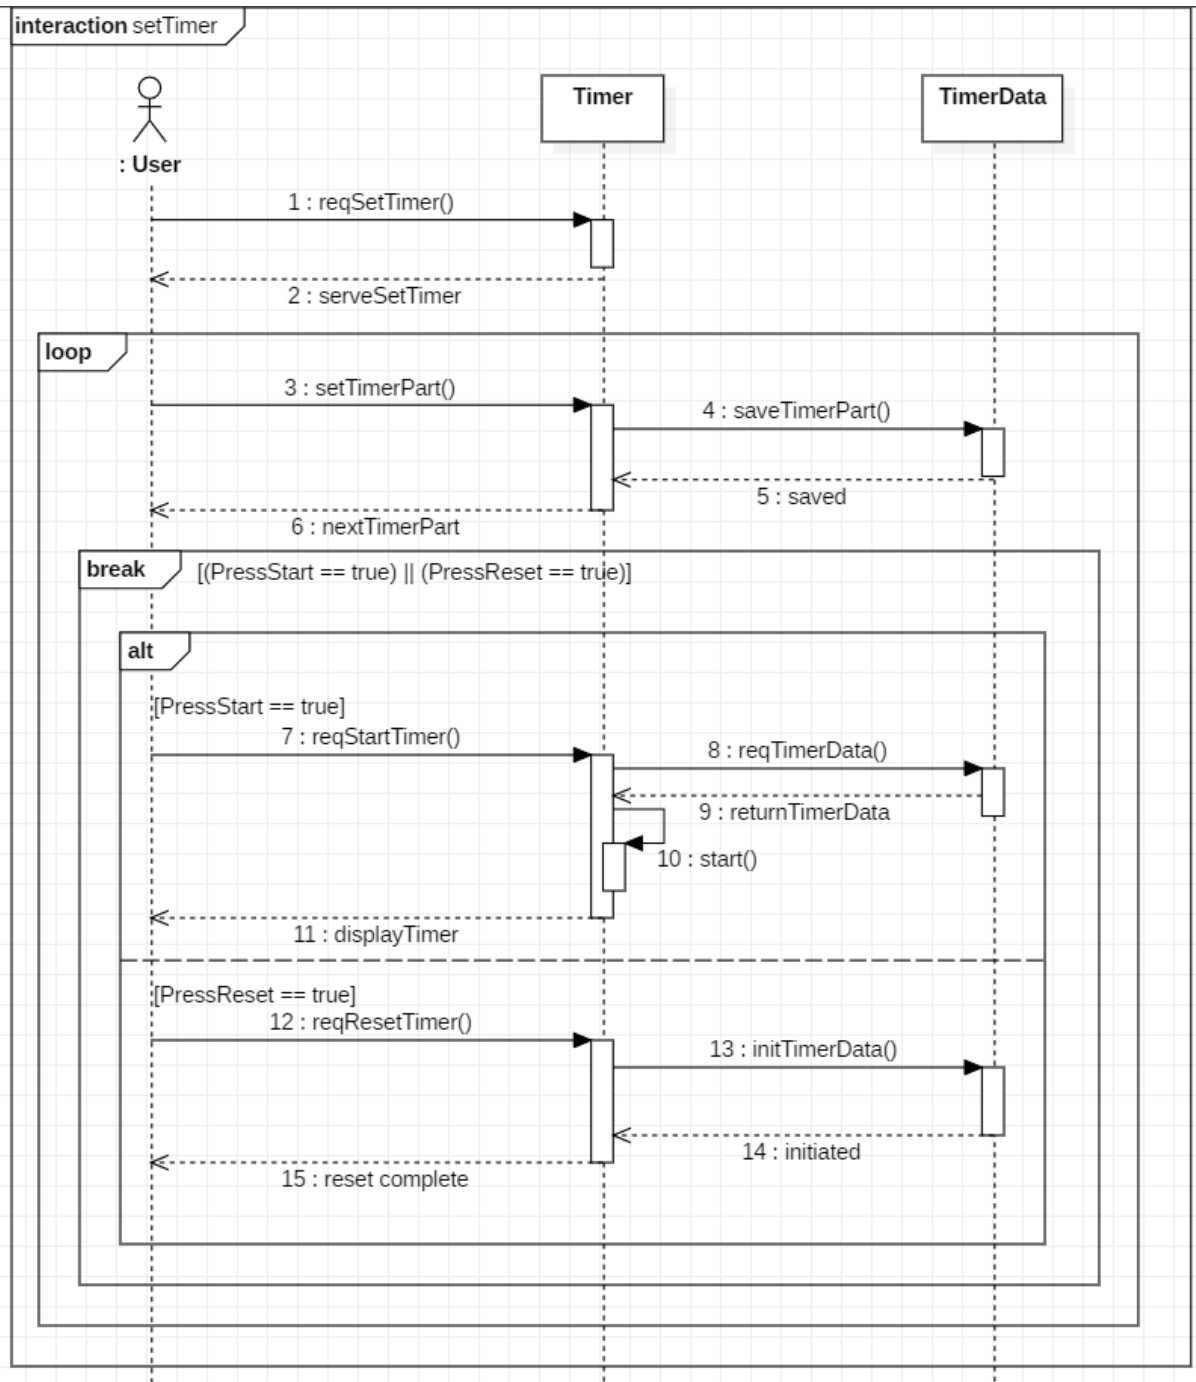 interaction setTimer
Timer
TimerData
: User
1 : reqSetTimer()
2 : serveSetTimer
loop
3 : setTimerPart()
4 : saveTimerPart()
5 : saved
6 : nextTimerPart
break
[(PressStart == true) || (PressReset == true)]
alt
[PressStart == true]
7 : reqStartTimer()
8 : reqTimerData()
9 : returnTimerData
10 : start()
11 : displayTimer
[PressReset == true]
12 : reqResetTimer()
13 : initTimerData()
14 : initiated
15 : reset complete